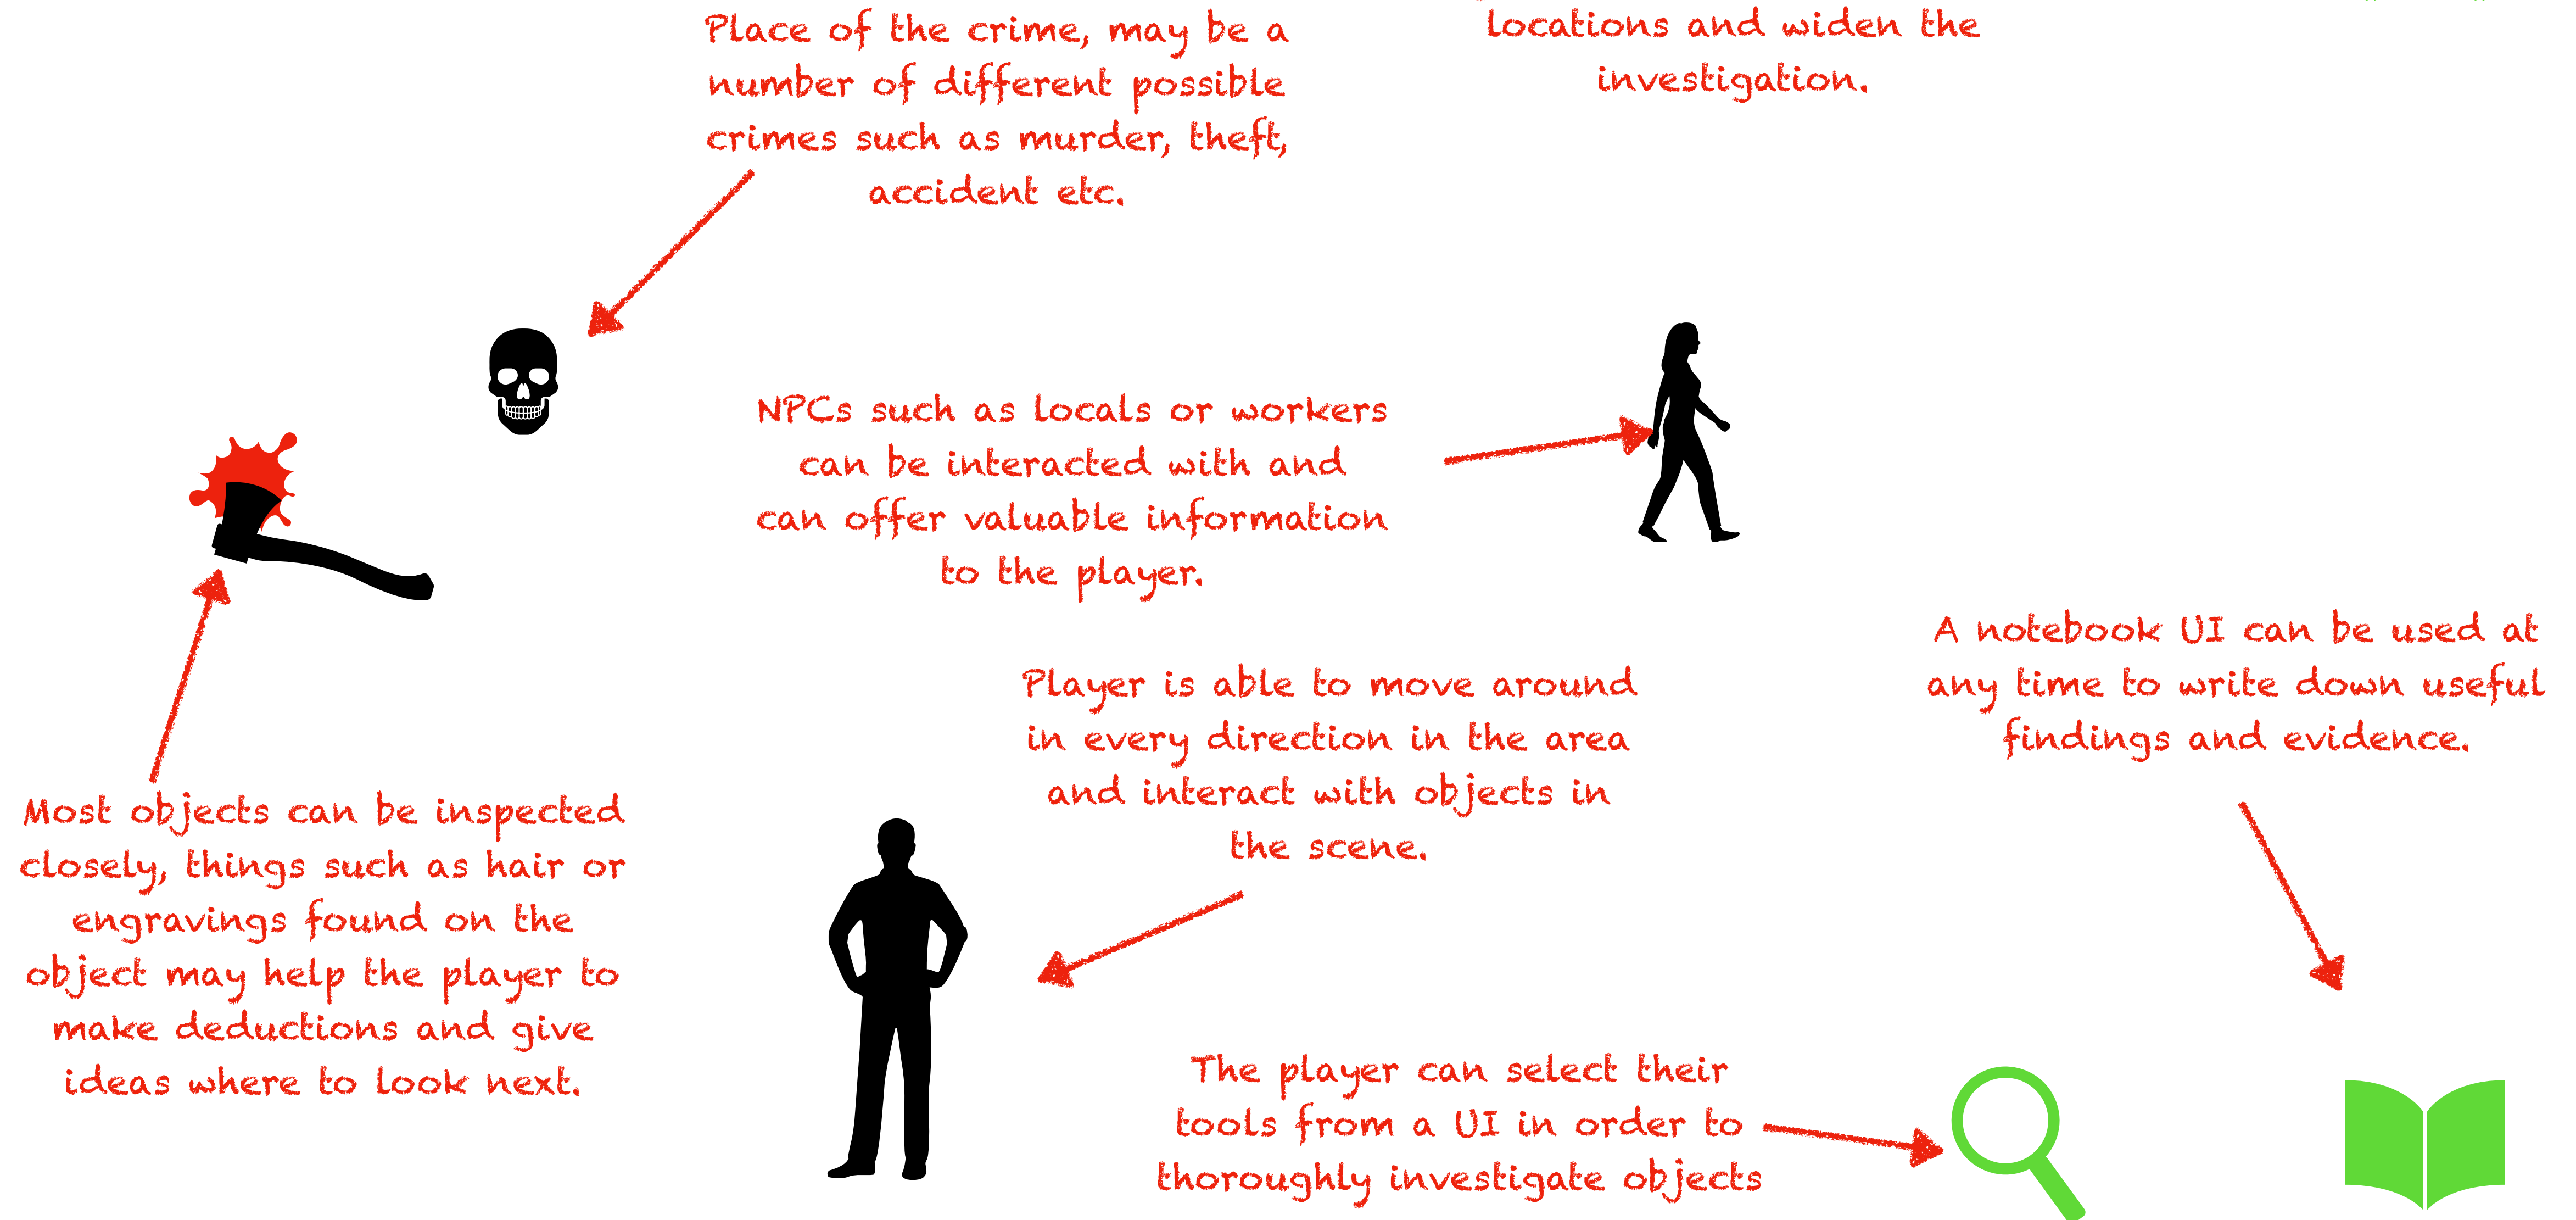 Place of the crime, may be a
number of different possible
crimes such as murder, theft,
accident etc.
locations and widen the
investigation.
NPCs such as locals or workers
can be interacted with and
can offer valuable information
to the player.
A notebook UI can be used at
any time to write down useful
findings and evidence.
Player is able to move around
in every direction in the area
and interact with objects in
the scene.
Most objects can be inspected
closely, things such as hair or
engravings found on the
object may help the player to
make deductions and give
ideas where to look next.
The player can select their
tools from a UI in order to
thoroughly investigate objects